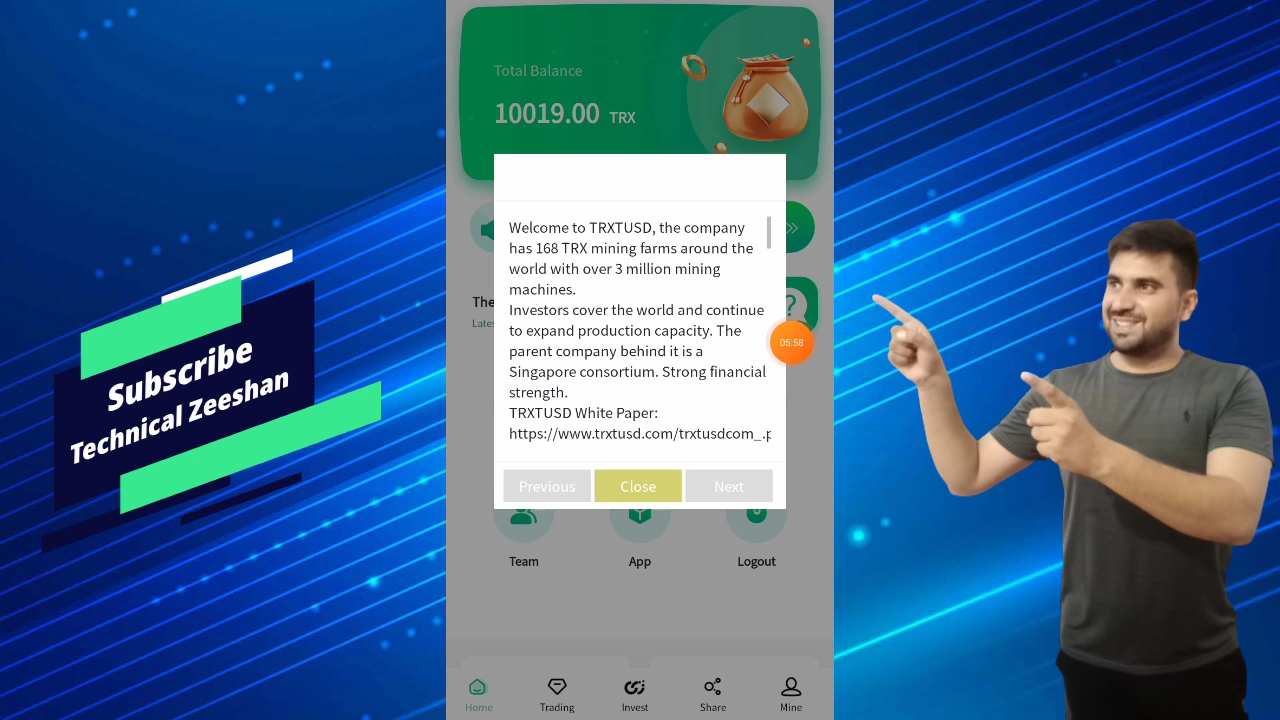 Subscribe
Technical Zeeshan
Total Balance
10019.00 TRX
Welcome to TRXTUSD, the company
has 168 TRX mining farms around the
world with over 3 million mining
machines.
Investors cover the world and continue
to expand production capacity. The
parent company behind it is a
Singapore consortium. Strong financial
strength.
TRXTUSD White Paper:
https://www.trxtusd.com/trxtusdcom_.p
The
Late
?
05:58
Previous
Close
Next
Team
App
Logout
Home
Trading
Invest
Share
Mine